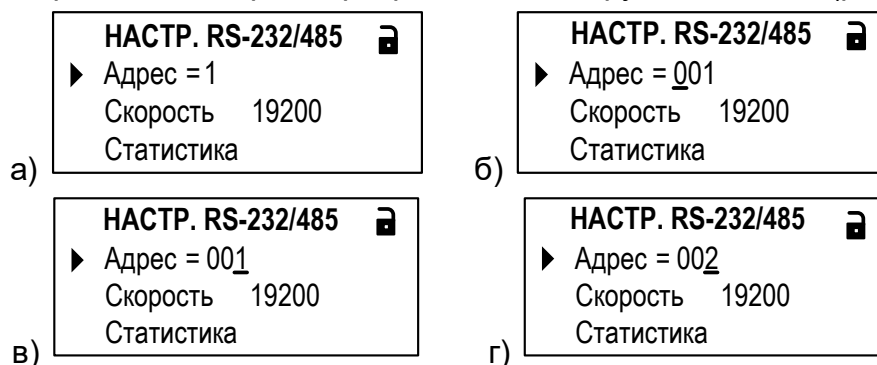 НАСТР. RS-232/485
Адрес =1
Скорость 19200
Статистика
а)
НАСТР. RS-232/485
Адрес = 001
Скорость 19200
Статистика
б)
НАСТР. RS-232/485
Адрес = 001
Скорость 19200
Статистика
в)
НАСТР. RS-232/485
Адрес = 002
Скорость 19200
Статистика
г)